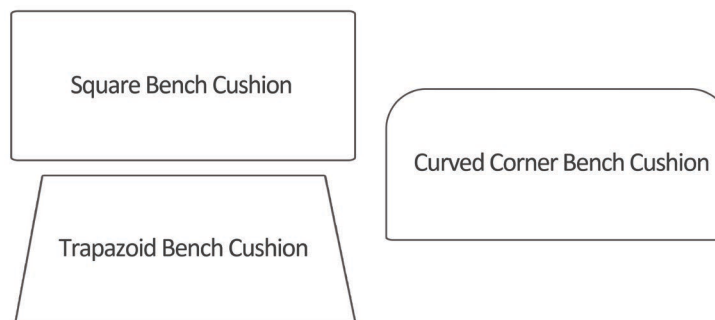 Square Bench Cushion
Trapazoid Bench Cushion
Curved Corner Bench Cushion